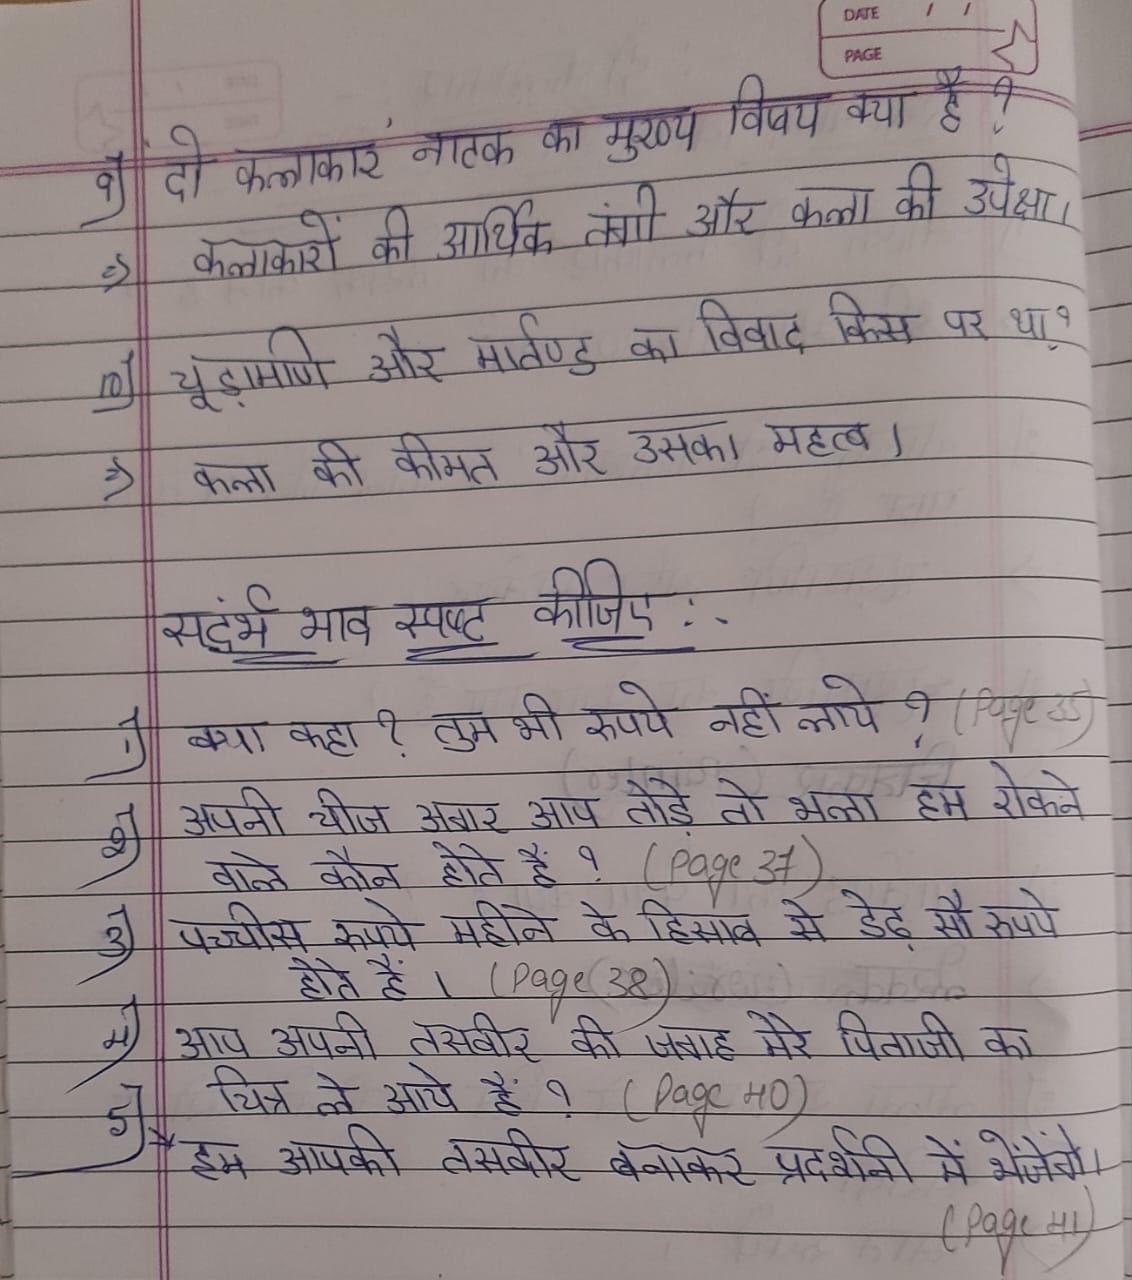 DATE / /
PAGE
9) दो कलाकार नाटक का मुख्य विषय क्या है ?
=> कलाकारों की आर्थिक तंगी और कला की उपेक्षा।
10) चूड़ामणि और मार्तण्ड का विवाद किस पर था?
=> कला की कीमत और उसका महत्व।
सदंर्भ भाव स्पष्ट कीजिए :-
1) क्या कहा ? तुम भी रुपये नहीं लाये ? (Page 35)
2) अपनी चीज अगर आप तोड़े तो भला हम रोकने
वाले कौन होते हैं ? (Page 37)
3) पच्चीस रुपये महीने के हिसाब से डेढ़ सौ रुपये
होते हैं । (Page (38)
4) आप अपनी तसवीर की जगह मेरे पिताजी का
चित्र ले आये हैं ? (Page 40)
5) हम आपकी तसवीर बनाकर प्रदर्शनी में भेंजेगें।
(Page 41)